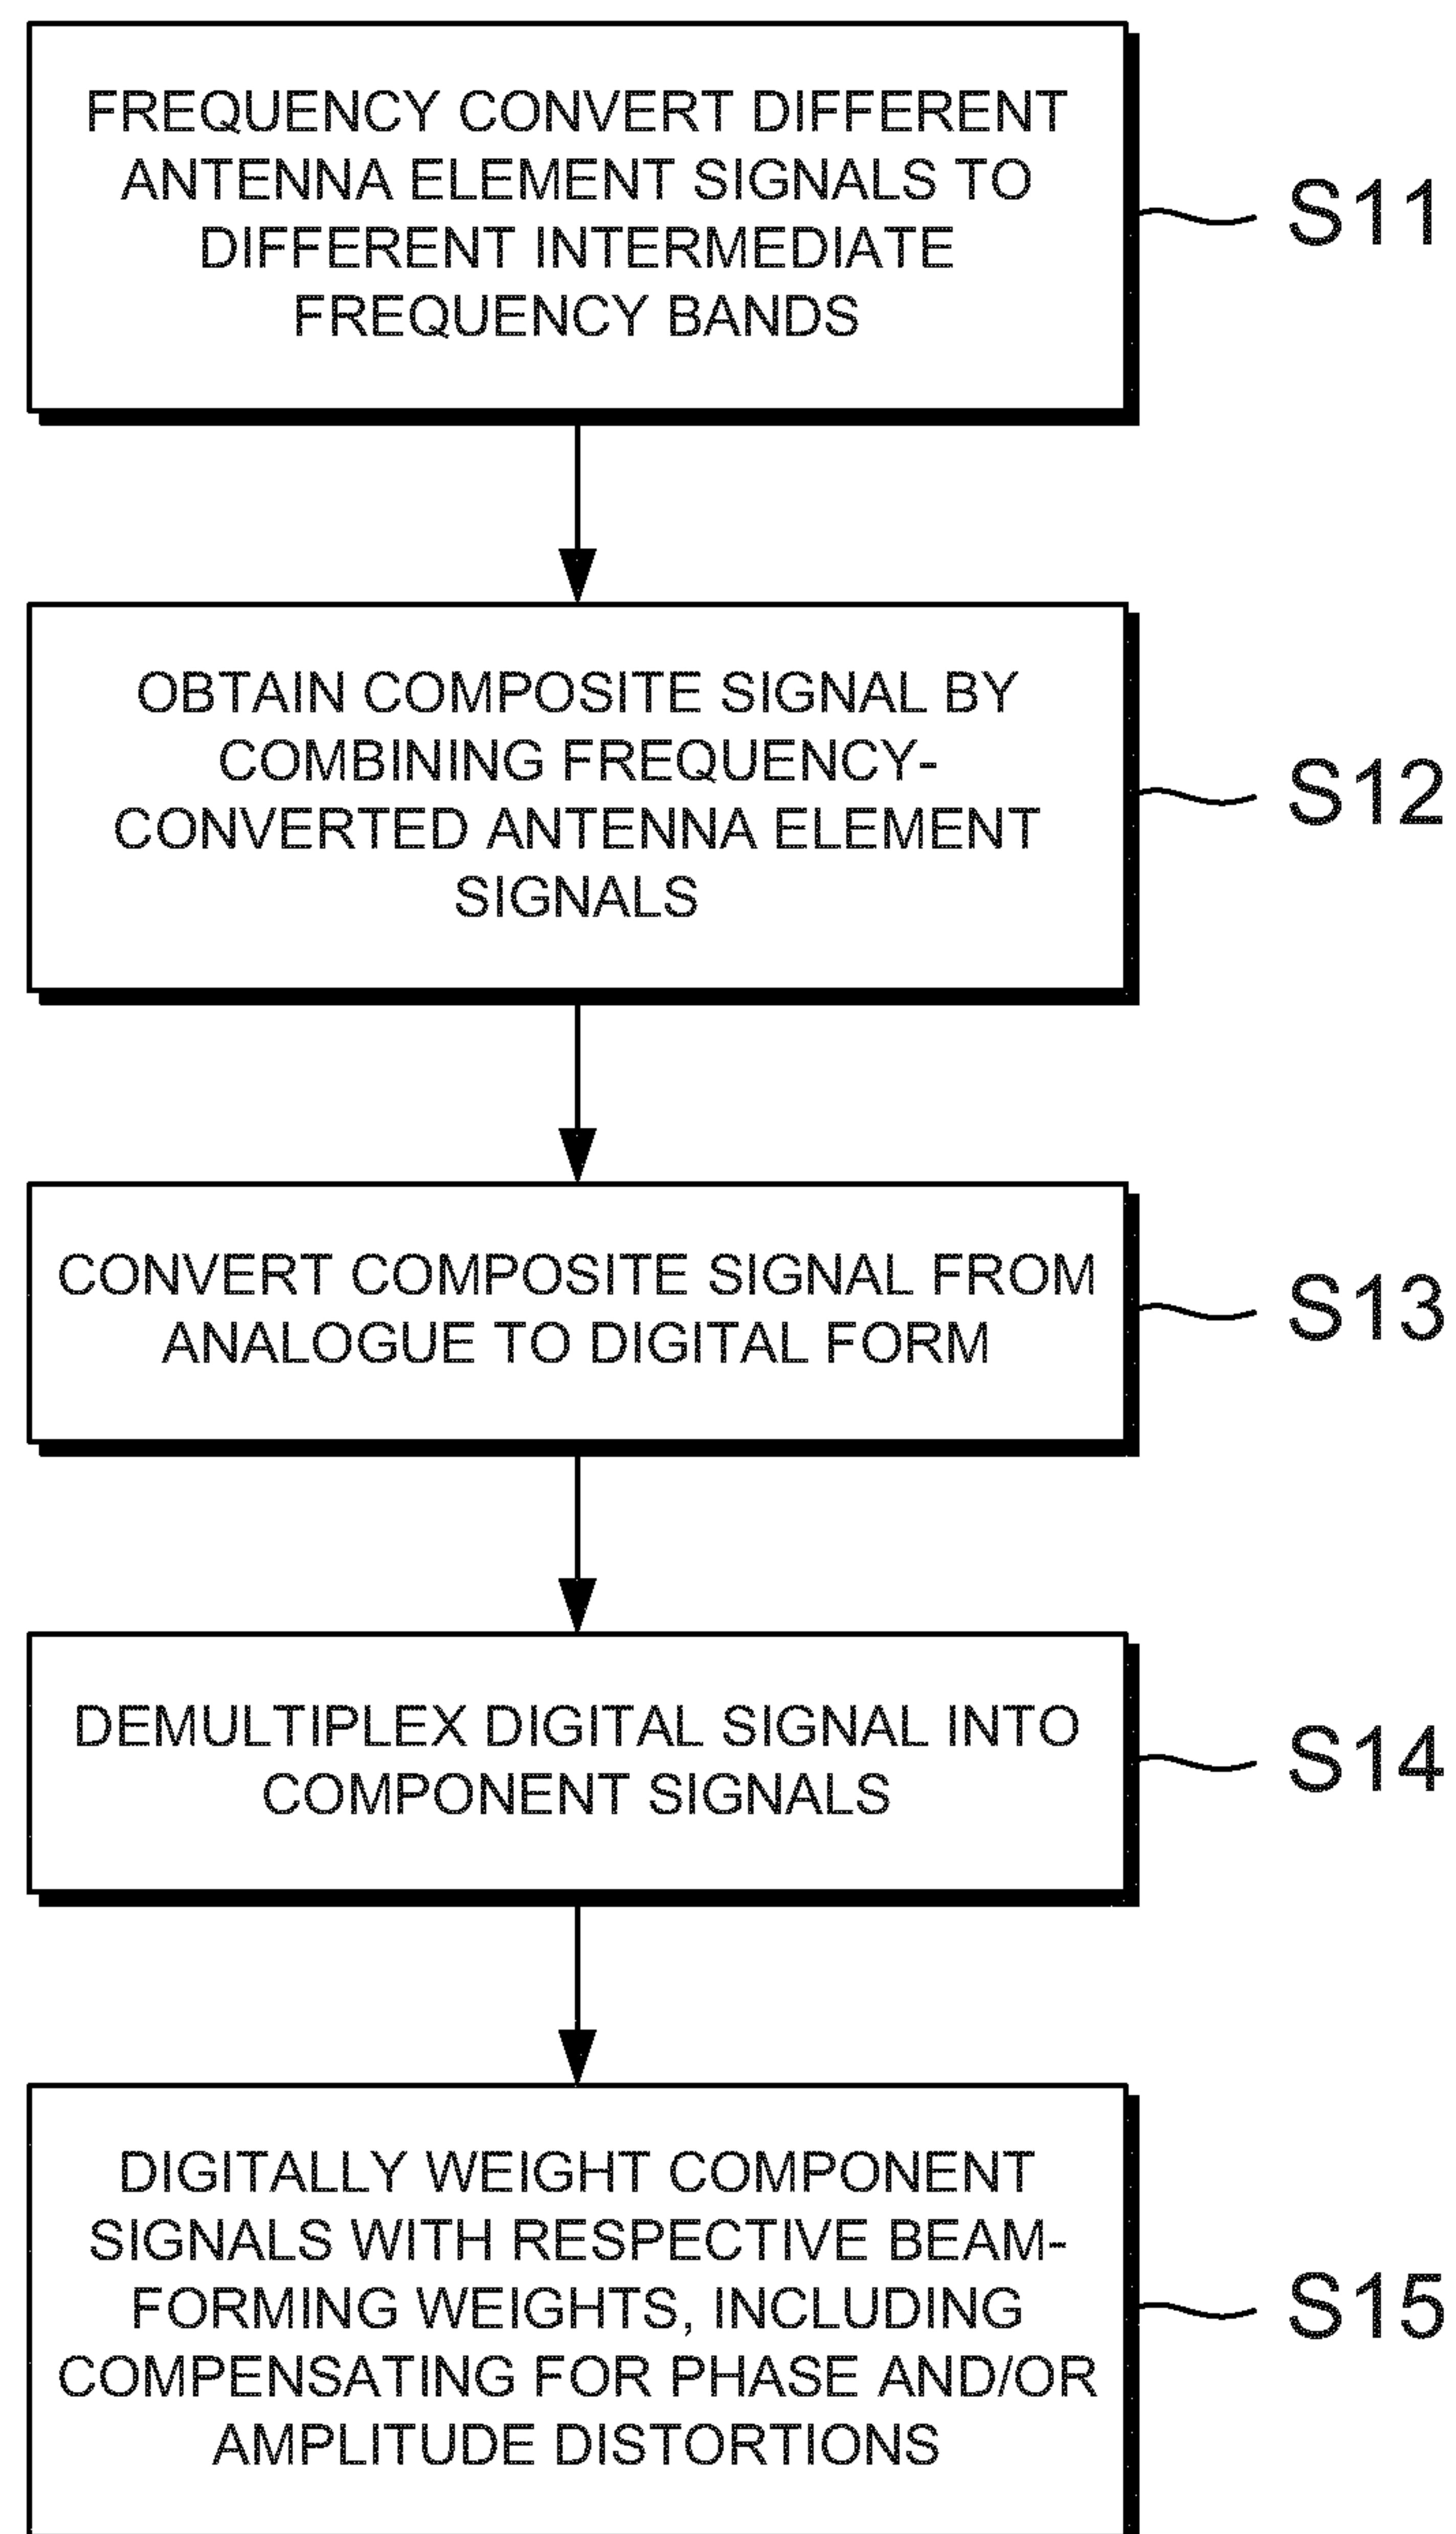 FREQUENCY CONVERT DIFFERENT
ANTENNA ELEMENT SIGNALS TO
DIFFERENT INTERMEDIATE
FREQUENCY BANDS
S11
OBTAIN COMPOSITE SIGNAL BY
COMBINING FREQUENCY-
CONVERTED ANTENNA ELEMENT
SIGNALS
S12
CONVERT COMPOSITE SIGNAL FROM
ANALOGUE TO DIGITAL FORM
S13
DEMULTIPLEX DIGITAL SIGNAL INTO
COMPONENT SIGNALS
S14
DIGITALLY WEIGHT COMPONENT
SIGNALS WITH RESPECTIVE BEAM-
FORMING WEIGHTS, INCLUDING
COMPENSATING FOR PHASE AND/OR
AMPLITUDE DISTORTIONS
S15